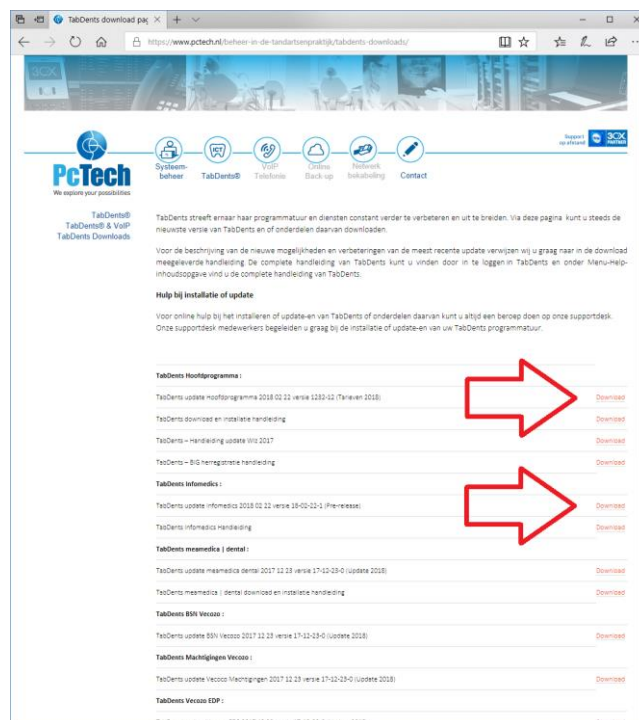 TabDents download pag
https://www.pctech.nl/beheer-in-de-tandartsenpraktijk/tabdents-downloads/
3CX
Support op afstand
3CX PARTNER
ICT
Systeem-beheer
TabDents®
VoIP Telefonie
Online Back-up
Netwerk bekabeling
Contact
PcTech
We explore your possibilities
TabDents®
TabDents® & VoIP
TabDents Downloads
TabDents streeft ernaar haar programmatuur en diensten constant verder te verbeteren en uit te breiden. Via deze pagina kunt u steeds de
nieuwste versie van TabDents en of onderdelen daarvan downloaden.
Voor de beschrijving van de nieuwe mogelijkheden en verbeteringen van de meest recente update verwijzen wij u graag naar in de download
meegeleverde handleiding. De complete handleiding van TabDents kunt u vinden door in te loggen in TabDents en onder Menu-Help-
inhoudsopgave vind u de complete handleiding van TabDents.
Hulp bij installatie of update
Voor online hulp bij het installeren of update-en van TabDents of onderdelen daarvan kunt u altijd een beroep doen op onze supportdesk.
Onze supportdesk medewerkers begeleiden u graag bij de installatie of update-en van uw TabDents programmatuur.
TabDents Hoofdprogramma :
TabDents update Hoofdprogramma 2018 02 22 versie 1232-12 (Tarieven 2018) Download
TabDents download en installatie handleiding Download
TabDents – Handleiding update Wlz 2017 Download
TabDents – BIG herregistratie handleiding Download
TabDents Infomedics :
TabDents update Infomedics 2018 02 22 versie 18-02-22-1 (Pre-release) Download
TabDents Infomedics Handleiding Download
TabDents meamedica | dental :
TabDents update meamedica dental 2017 12 23 versie 17-12-23-0 (Update 2018) Download
TabDents meamedica | dental download en installatie handleiding Download
TabDents BSN Vecozo :
TabDents update BSN Vecozo 2017 12 23 versie 17-12-23-0 (Update 2018) Download
TabDents Machtigingen Vecozo :
TabDents update Vecozo Machtigingen 2017 12 23 versie 17-12-23-0 (Update 2018) Download
TabDents Vecozo EDP :